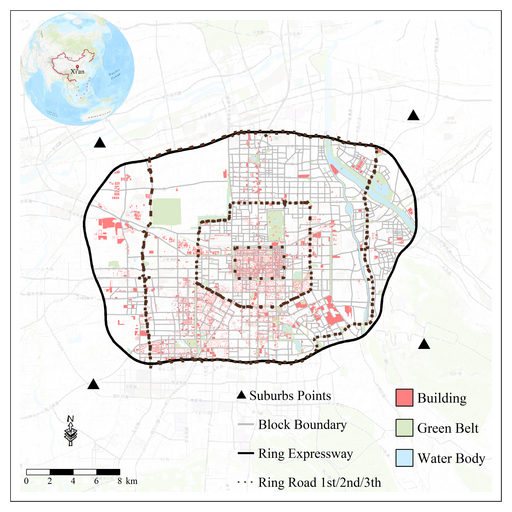 Xi'an
Suburbs Points
Block Boundary
Ring Expressway
Ring Road 1st/2nd/3th
Building
Green Belt
Water Body
N
0 2 4 6 8 km